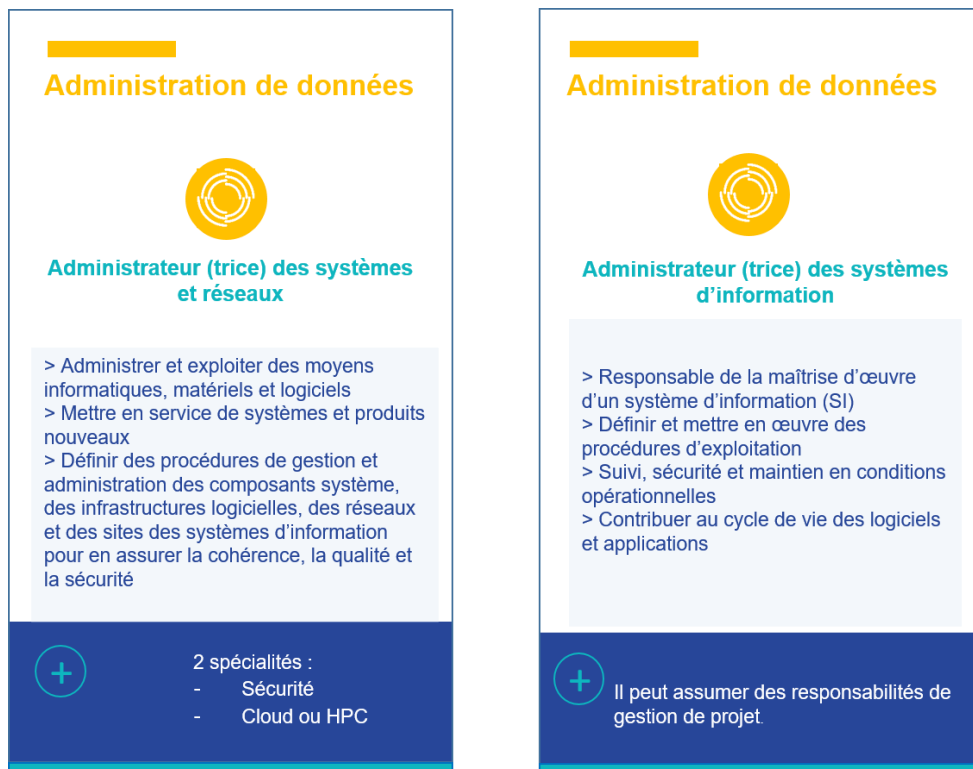 Administration de données
Administrateur (trice) des systèmes
et réseaux
> Administrer et exploiter des moyens
informatiques, matériels et logiciels
> Mettre en service de systèmes et produits
nouveaux
> Définir des procédures de gestion et
administration des composants système,
des infrastructures logicielles, des réseaux
et des sites des systèmes d'information
pour en assurer la cohérence, la qualité et
la sécurité
+
2 spécialités :
- Sécurité
- Cloud ou HPC
Administration de données
Administrateur (trice) des systèmes
d'information
> Responsable de la maîtrise d'œuvre
d'un système d'information (SI)
> Définir et mettre en œuvre des
procédures d'exploitation
> Suivi, sécurité et maintien en conditions
opérationnelles
> Contribuer au cycle de vie des logiciels
et applications
+
Il peut assumer des responsabilités de
gestion de projet.